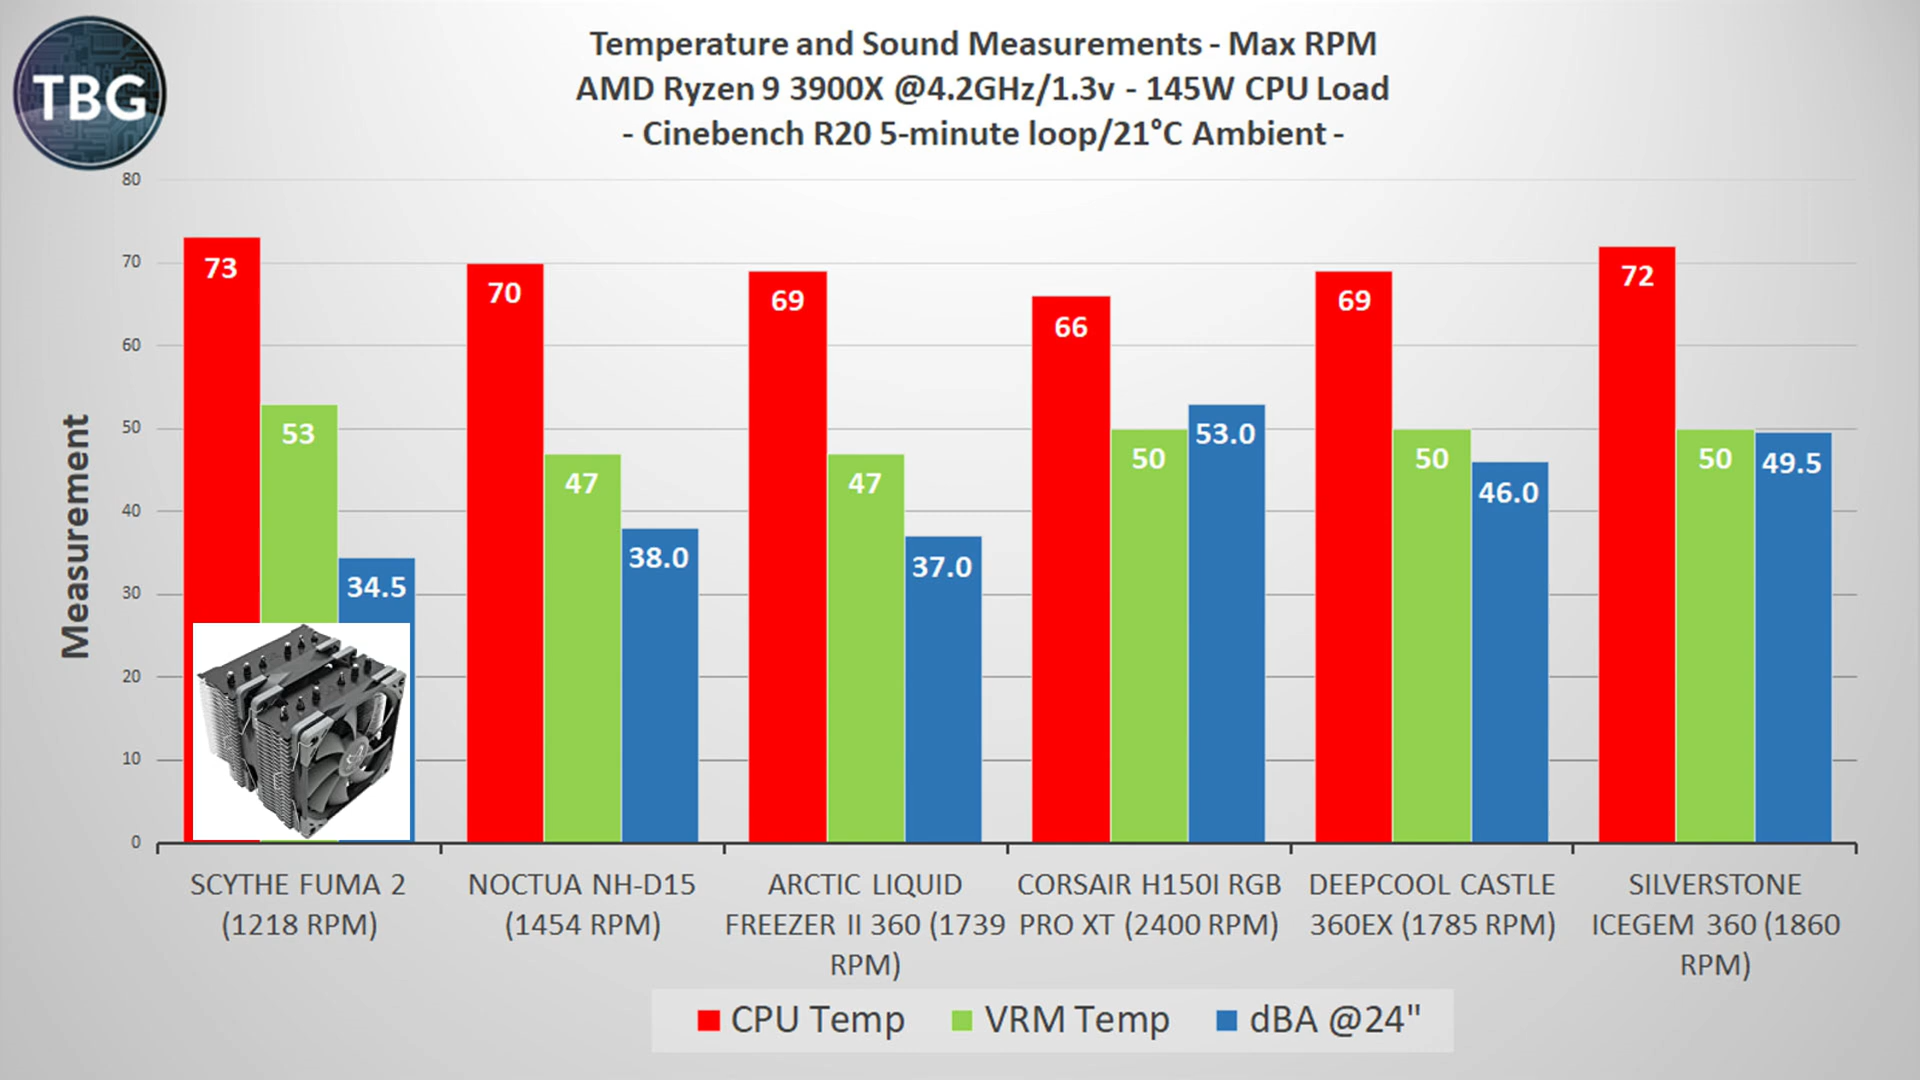 TBG
Temperature and Sound Measurements - Max RPM
AMD Ryzen 9 3900X @4.2GHz/1.3v - 145W CPU Load
- Cinebench R20 5-minute loop/21°C Ambient -
Measurement
80
70
60
50
40
30
20
10
0
73
53
34.5
70
47
38.0
69
47
37.0
66
50
53.0
69
50
46.0
72
50
49.5
SCYTHE FUMA 2
(1218 RPM)
NOCTUA NH-D15
(1454 RPM)
ARCTIC LIQUID
FREEZER II 360 (1739
RPM)
CORSAIR H150I RGB
PRO XT (2400 RPM)
DEEPCOOL CASTLE
360EX (1785 RPM)
SILVERSTONE
ICEGEM 360 (1860
RPM)
CPU Temp
VRM Temp
dBA @24"